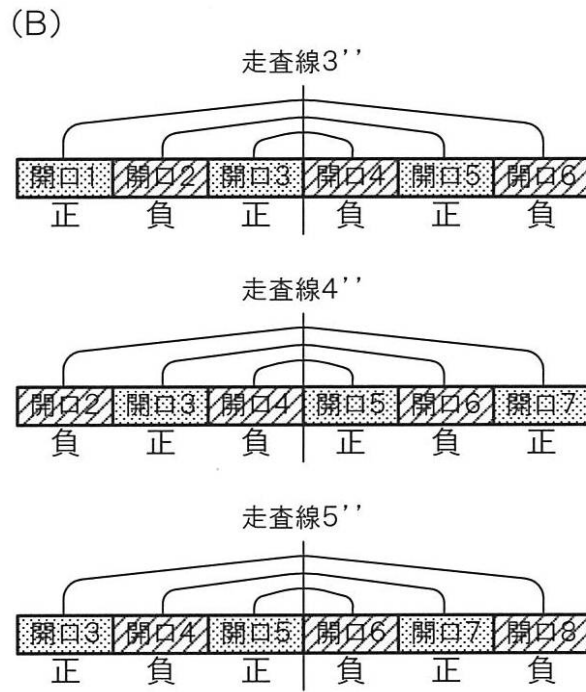 (B)
走査線3’’
開口1 開口2 開口3 開口4 開口5 開口6
正 負 正 負 正 負
走査線4’’
開口2 開口3 開口4 開口5 開口6 開口7
負 正 負 正 負 正
走査線5’’
開口3 開口4 開口5 開口6 開口7 開口8
正 負 正 負 正 負